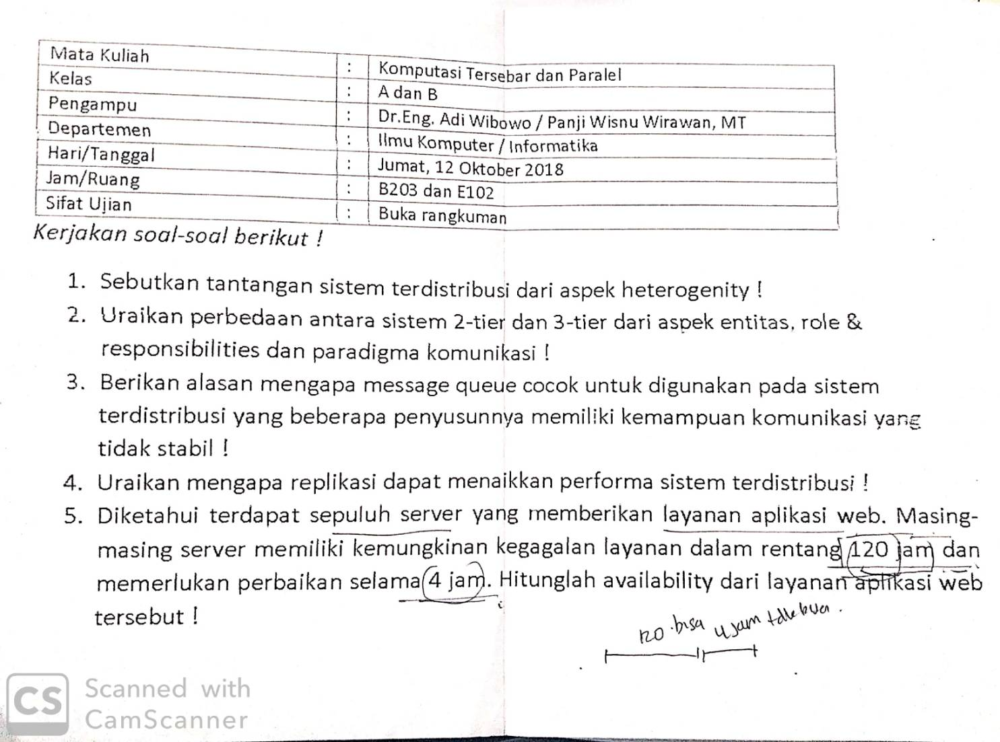 Mata Kuliah : Komputasi Tersebar dan Paralel
Kelas : A dan B
Pengampu : Dr.Eng. Adi Wibowo / Panji Wisnu Wirawan, MT
Departemen : Ilmu Komputer / Informatika
Hari/Tanggal : Jumat, 12 Oktober 2018
Jam/Ruang : B203 dan E102
Sifat Ujian : Buka rangkuman
Kerjakan soal-soal berikut !
1. Sebutkan tantangan sistem terdistribusi dari aspek heterogenity !
2. Uraikan perbedaan antara sistem 2-tier dan 3-tier dari aspek entitas, role &
responsibilities dan paradigma komunikasi !
3. Berikan alasan mengapa message queue cocok untuk digunakan pada sistem
terdistribusi yang beberapa penyusunnya memiliki kemampuan komunikasi yang
tidak stabil !
4. Uraikan mengapa replikasi dapat menaikkan performa sistem terdistribusi !
5. Diketahui terdapat sepuluh server yang memberikan layanan aplikasi web. Masing-
masing server memiliki kemungkinan kegagalan layanan dalam rentang 120 jam dan
memerlukan perbaikan selama 4 jam. Hitunglah availability dari layanan aplikasi web
tersebut !
120 bisa 4 jam
CS Scanned with
CamScanner